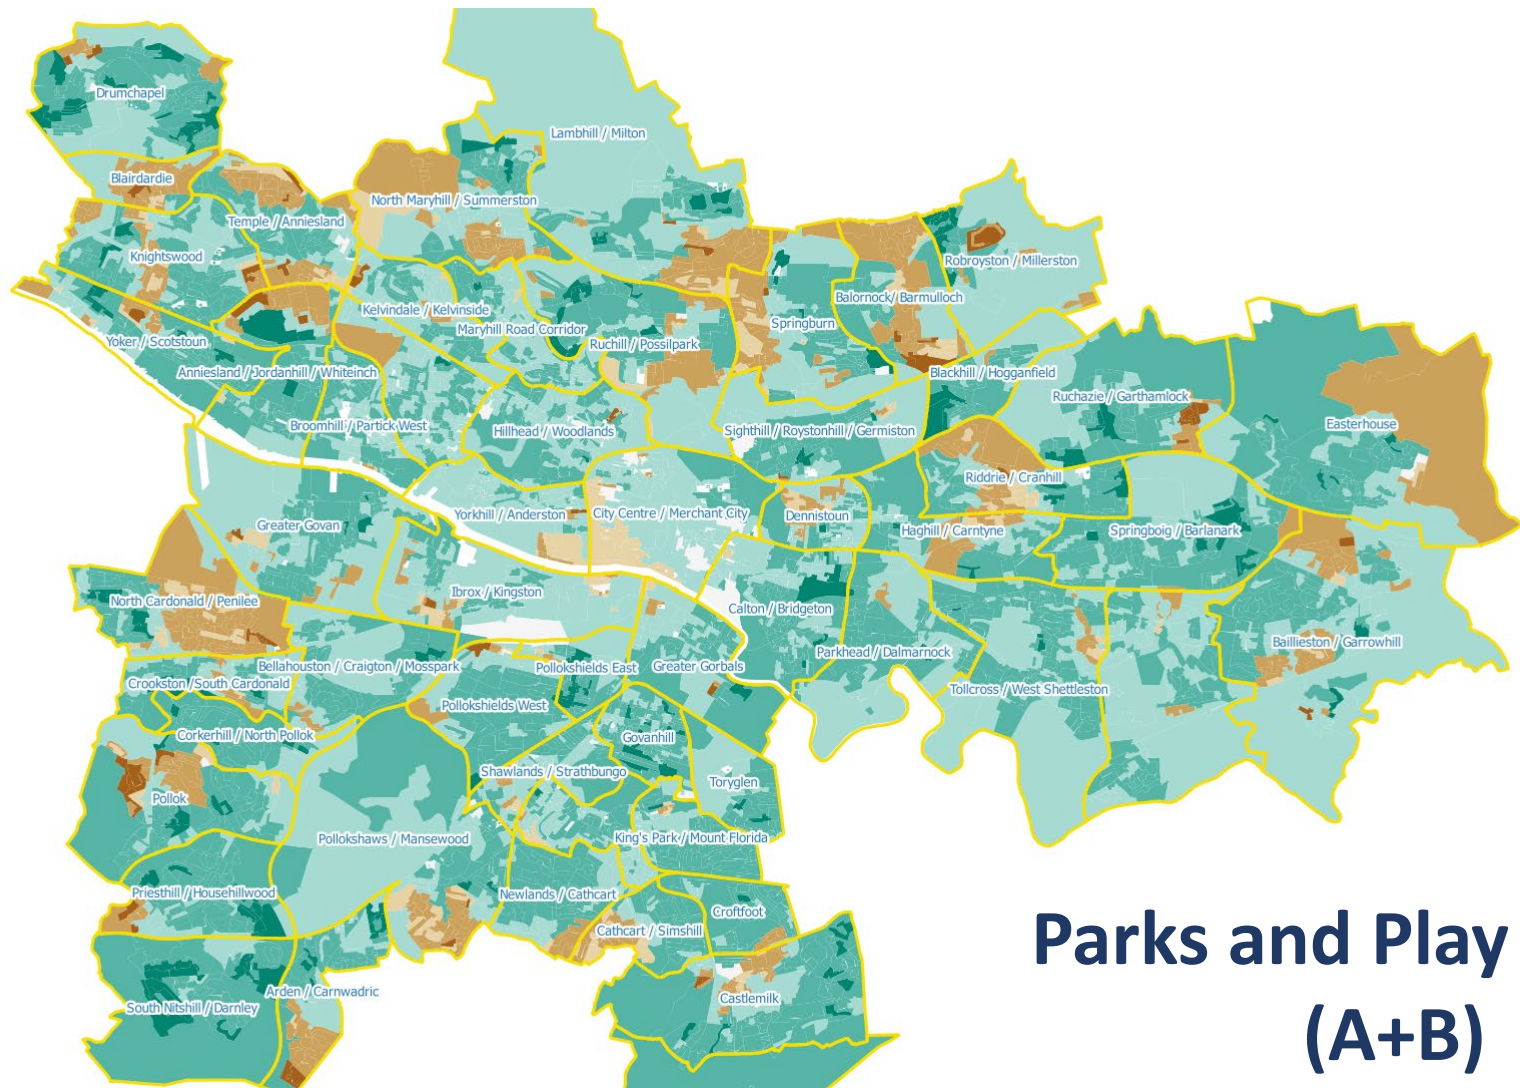 Drumchapel
Lambhill / Milton
Blairdardie
North Maryhill / Summerston
Temple / Anniesland
Knightswood
Robroyston / Millerston
Balornock/ Barmulloch
Kelvindale / Kelvinside
Springburn
Maryhill Road Corridor
Yoker / Scotstoun
Ruchill / Possilpark
Anniesland / Jordanhill / Whiteinch
Blackhill / Hogganfield
Ruchazie / Garthamlock
Broomhill / Partick West
Hillhead / Woodlands
Sighthill / Roystonhill / Germiston
Easterhouse
Riddrie / Cranhill
Yorkhill / Anderston
City Centre / Merchant City
Dennistoun
Greater Govan
Haghill / Carntyne
Springboig / Barlanark
Ibrox / Kingston
North Cardonald / Penilee
Calton / Bridgeton
Baillieston / Garrowhill
Parkhead / Dalmarnock
Bellahouston / Craigton / Mosspark
Pollokshields East
Greater Gorbals
Crookston / South Cardonald
Tollcross / West Shettleston
Pollokshields West
Corkerhill / North Pollok
Govanhill
Shawlands / Strathbungo
Toryglen
Pollok
Pollokshaws / Mansewood
King's Park / Mount Florida
Priesthill / Househillwood
Newlands / Cathcart
Croftfoot
Cathcart / Simshill
Arden / Carnwadric
Castlemilk
South Nitshill / Darnley
Parks and Play
(A+B)